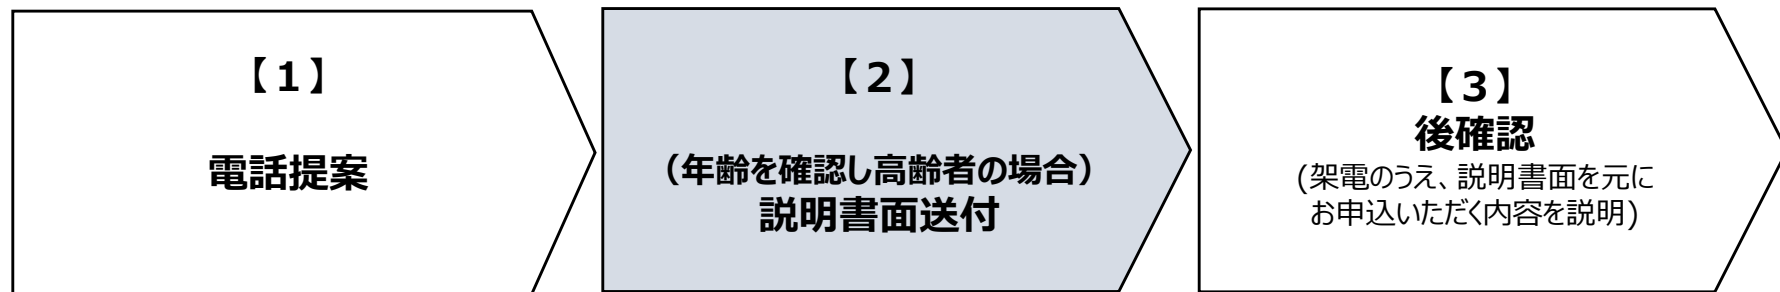 【１】
電話提案
【２】
（年齢を確認し高齢者の場合）
説明書面送付
【３】
後確認
(架電のうえ、説明書面を元に
お申込いただく内容を説明)